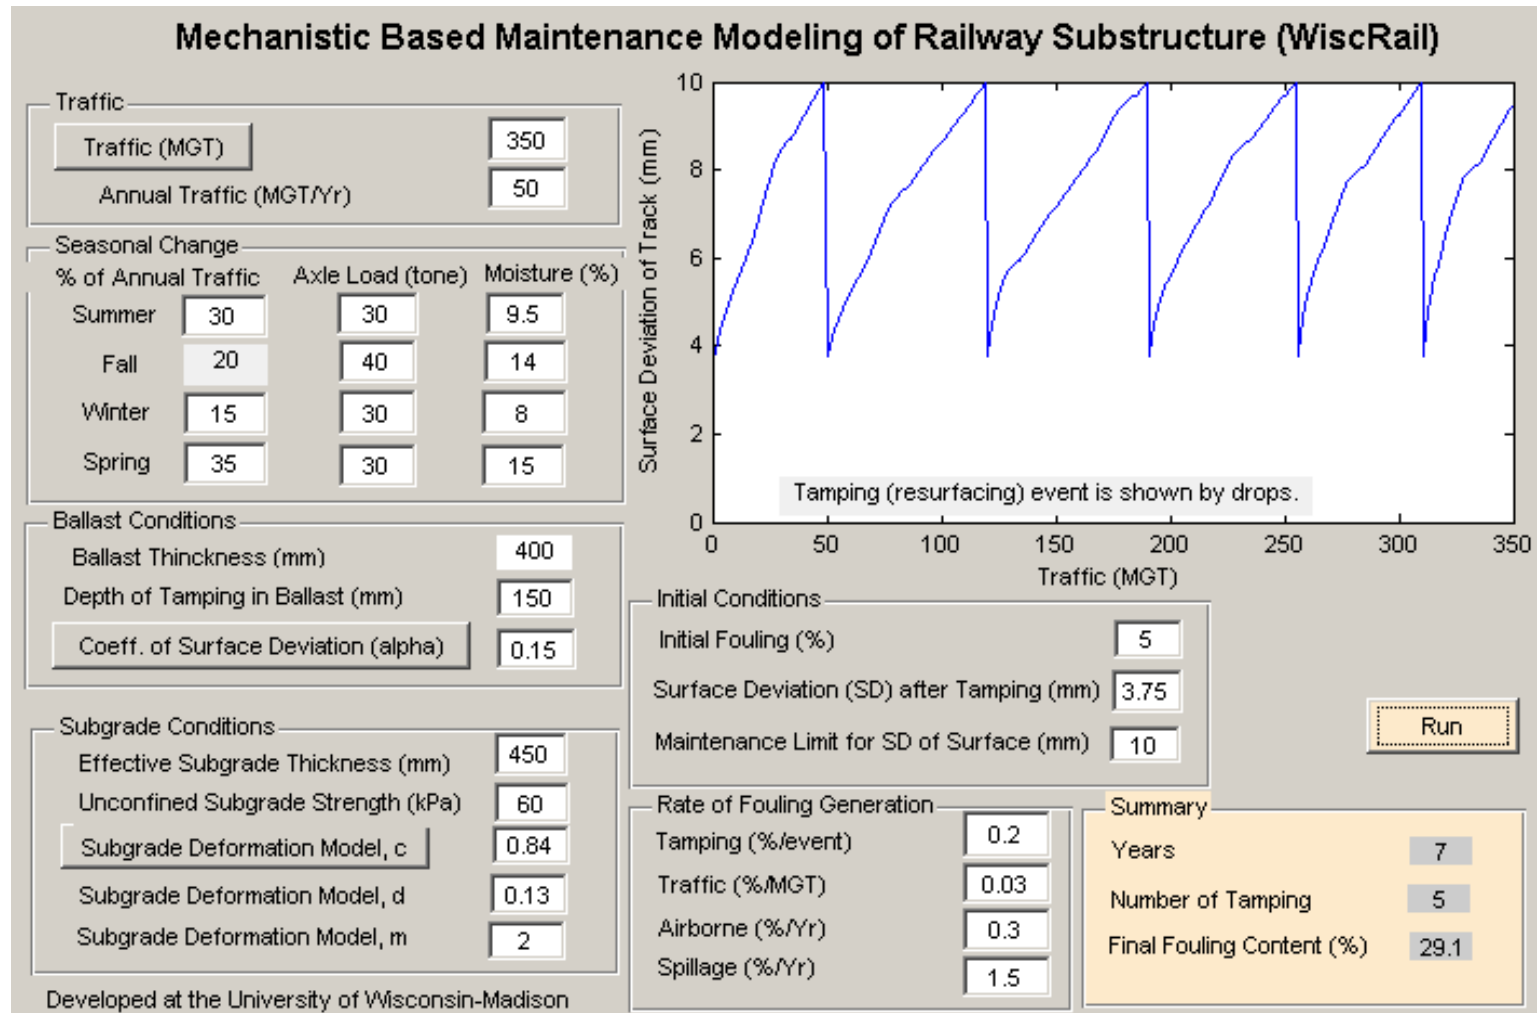 Mechanistic Based Maintenance Modeling of Railway Substructure (WiscRail)
Traffic
Traffic (MGT) 350
Annual Traffic (MGT/Yr) 50
Seasonal Change
% of Annual Traffic Axle Load (tone) Moisture (%)
Summer 30 30 9.5
Fall 20 40 14
Winter 15 30 8
Spring 35 30 15
Ballast Conditions
Ballast Thinckness (mm) 400
Depth of Tamping in Ballast (mm) 150
Coeff. of Surface Deviation (alpha) 0.15
Subgrade Conditions
Effective Subgrade Thickness (mm) 450
Unconfined Subgrade Strength (kPa) 60
Subgrade Deformation Model, c 0.84
Subgrade Deformation Model, d 0.13
Subgrade Deformation Model, m 2
Developed at the University of Wisconsin-Madison
Surface Deviation of Track (mm)
10
8
6
4
2
0
Tamping (resurfacing) event is shown by drops.
0 50 100 150 200 250 300 350
Traffic (MGT)
Initial Conditions
Initial Fouling (%) 5
Surface Deviation (SD) after Tamping (mm) 3.75
Maintenance Limit for SD of Surface (mm) 10
Run
Rate of Fouling Generation
Tamping (%/event) 0.2
Traffic (%/MGT) 0.03
Airborne (%/Yr) 0.3
Spillage (%/Yr) 1.5
Summary
Years 7
Number of Tamping 5
Final Fouling Content (%) 29.1